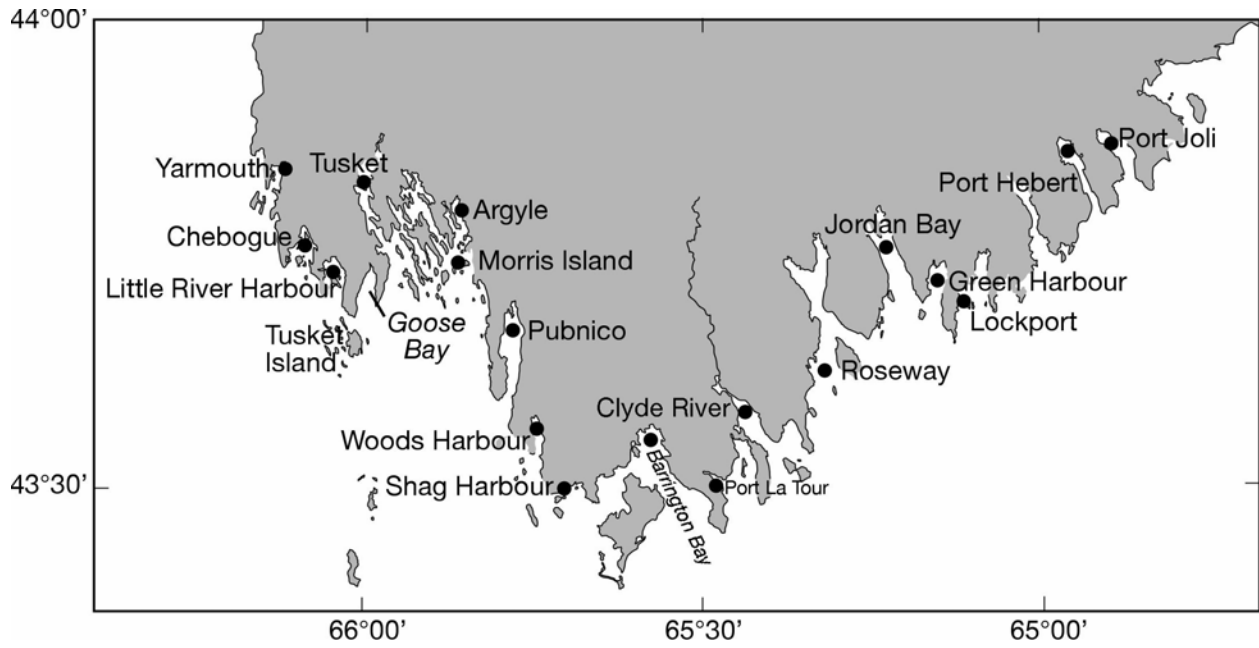 44°00'
Yarmouth
Tusket
Port Joli
Port Hebert
Argyle
Jordan Bay
Chebogue
Morris Island
Little River Harbour
Green Harbour
Lockport
Goose
Bay
Tusket
Island
Pubnico
Roseway
Clyde River
Woods Harbour
Barrington Bay
43°30'
Shag Harbour
Port La Tour
66°00'
65°30'
65°00'